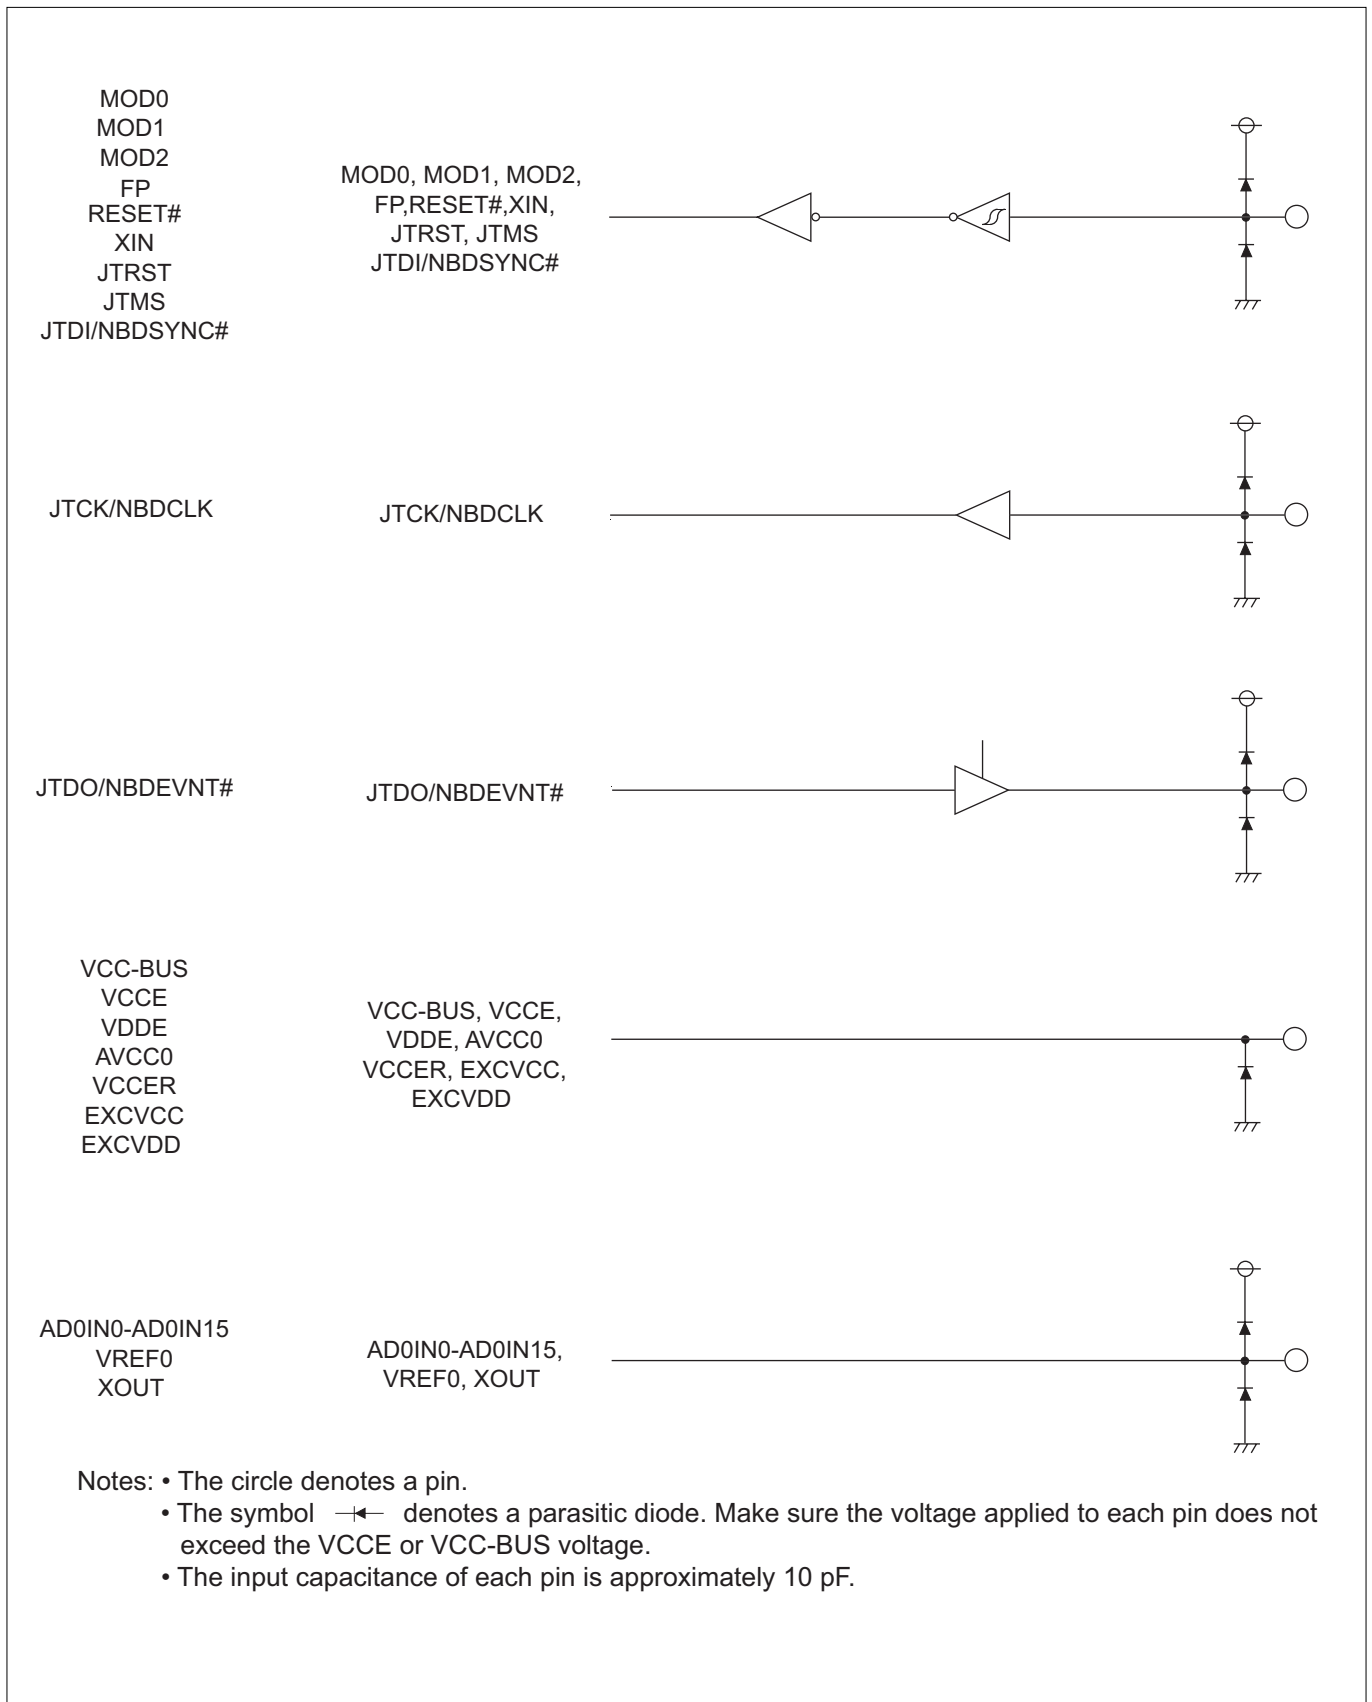 MOD0
MOD1
MOD2
FP
RESET#
XIN
JTRST
JTMS
JTDI/NBDSYNC#
MOD0, MOD1, MOD2,
FP,RESET#,XIN,
JTRST, JTMS
JTDI/NBDSYNC#
JTCK/NBDCLK
JTCK/NBDCLK
JTDO/NBDEVNT#
JTDO/NBDEVNT#
VCC-BUS
VCCE
VDDE
AVCC0
VCCER
EXCVCC
EXCVDD
VCC-BUS, VCCE,
VDDE, AVCC0
VCCER, EXCVCC,
EXCVDD
AD0IN0-AD0IN15
VREF0
XOUT
AD0IN0-AD0IN15,
VREF0, XOUT
Notes: • The circle denotes a pin.
• The symbol denotes a parasitic diode. Make sure the voltage applied to each pin does not
exceed the VCCE or VCC-BUS voltage.
• The input capacitance of each pin is approximately 10 pF.